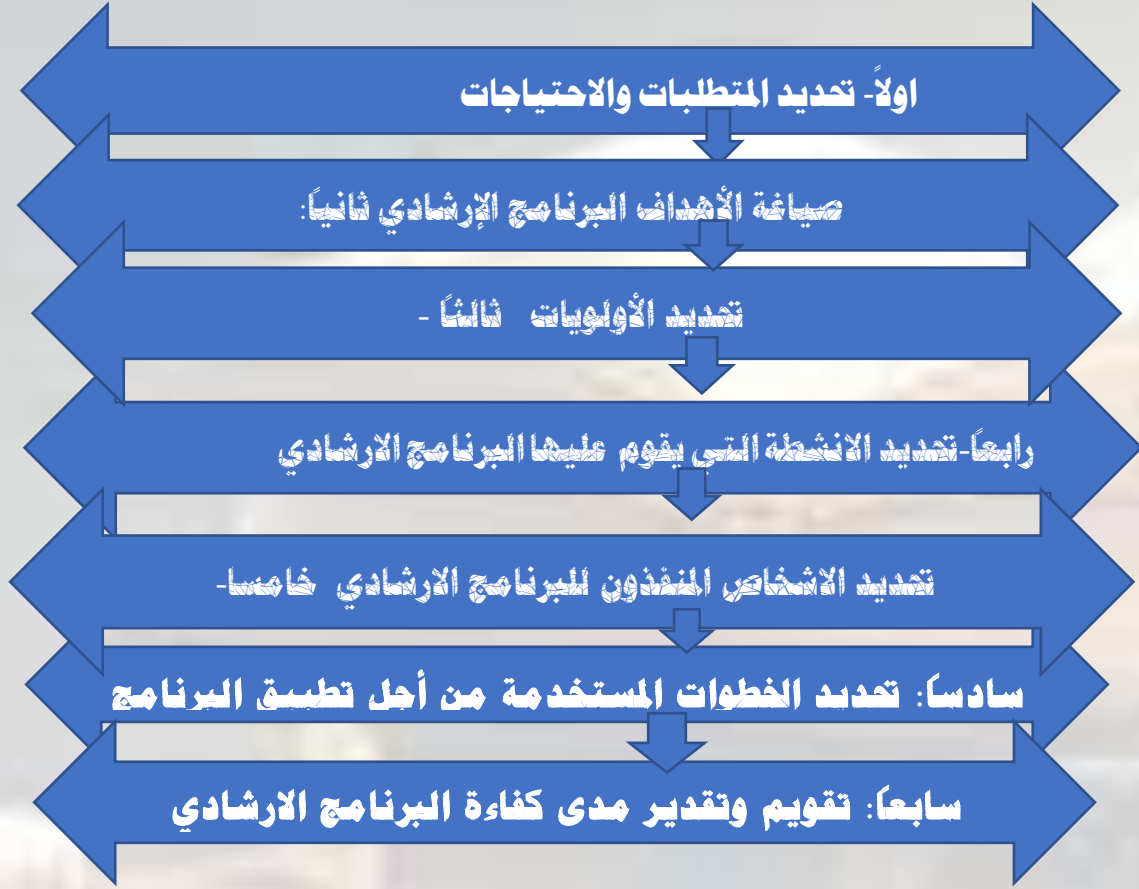 اولاً- تحديد المتطلبات والاحتياجات
صياغة الأهداف البرنامج الإرشادي ثانياً:
تحديد الأولويات ثالثاً -
رابعاً-تحديد الانشطة التي يقوم عليها البرنامج الارشادي
تحديد الاشخاص المنفذون للبرنامج الارشادي خامسا-
سادساً: تحديد الخطوات المستخدمة من أجل تطبيق البرنامج
سابعاً: تقويم وتقدير مدى كفاءة البرنامج الارشادي